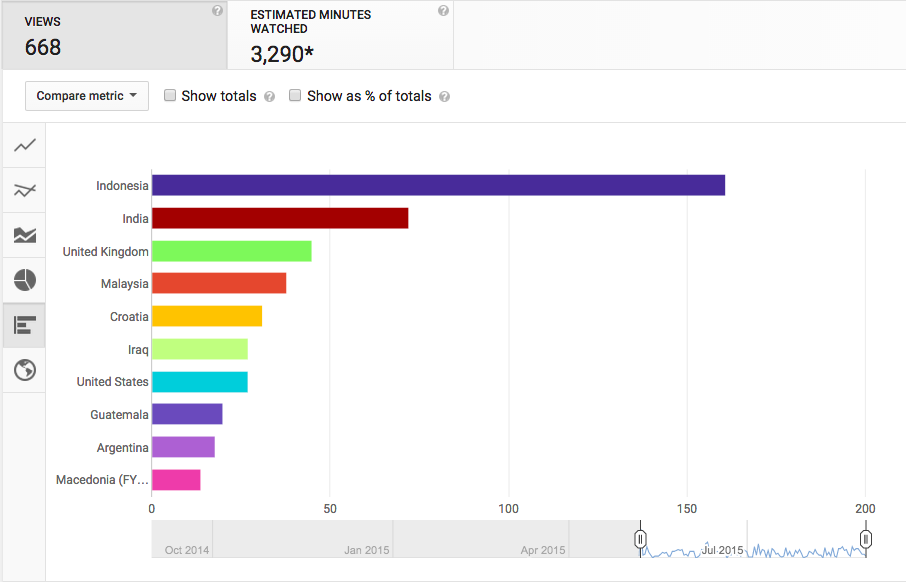 VIEWS
668
ESTIMATED MINUTES
WATCHED
3,290*
Compare metric
Show totals
Show as % of totals
Indonesia
India
United Kingdom
Malaysia
Croatia
Iraq
United States
Guatemala
Argentina
Macedonia (FY...
0 50 100 150 200
Oct 2014 Jan 2015 Apr 2015 Jul 2015